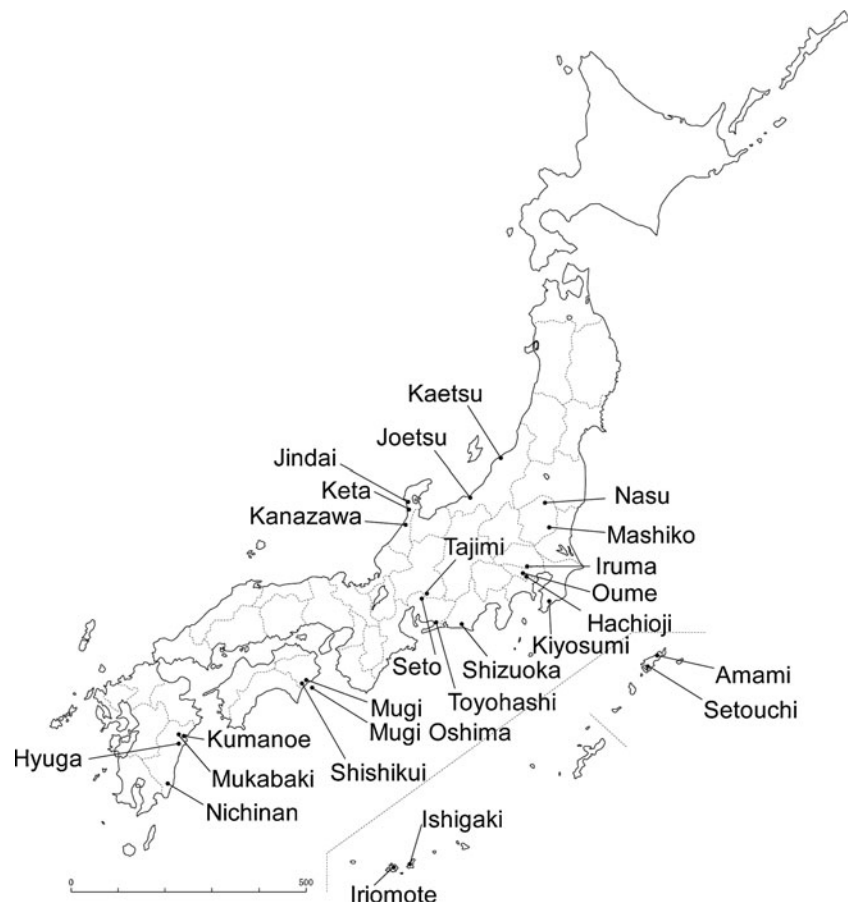 Kaetsu
Joetsu
Jindai
Keta
Nasu
Kanazawa
Mashiko
Tajimi
Iruma
Oume
Hachioji
Kiyosumi
Seto
Shizuoka
Amami
Toyohashi
Setouchi
Mugi
Mugi Oshima
Kumanoe
Hyuga
Mukabaki
Shishikui
Nichinan
Ishigaki
Iriomote
0
500